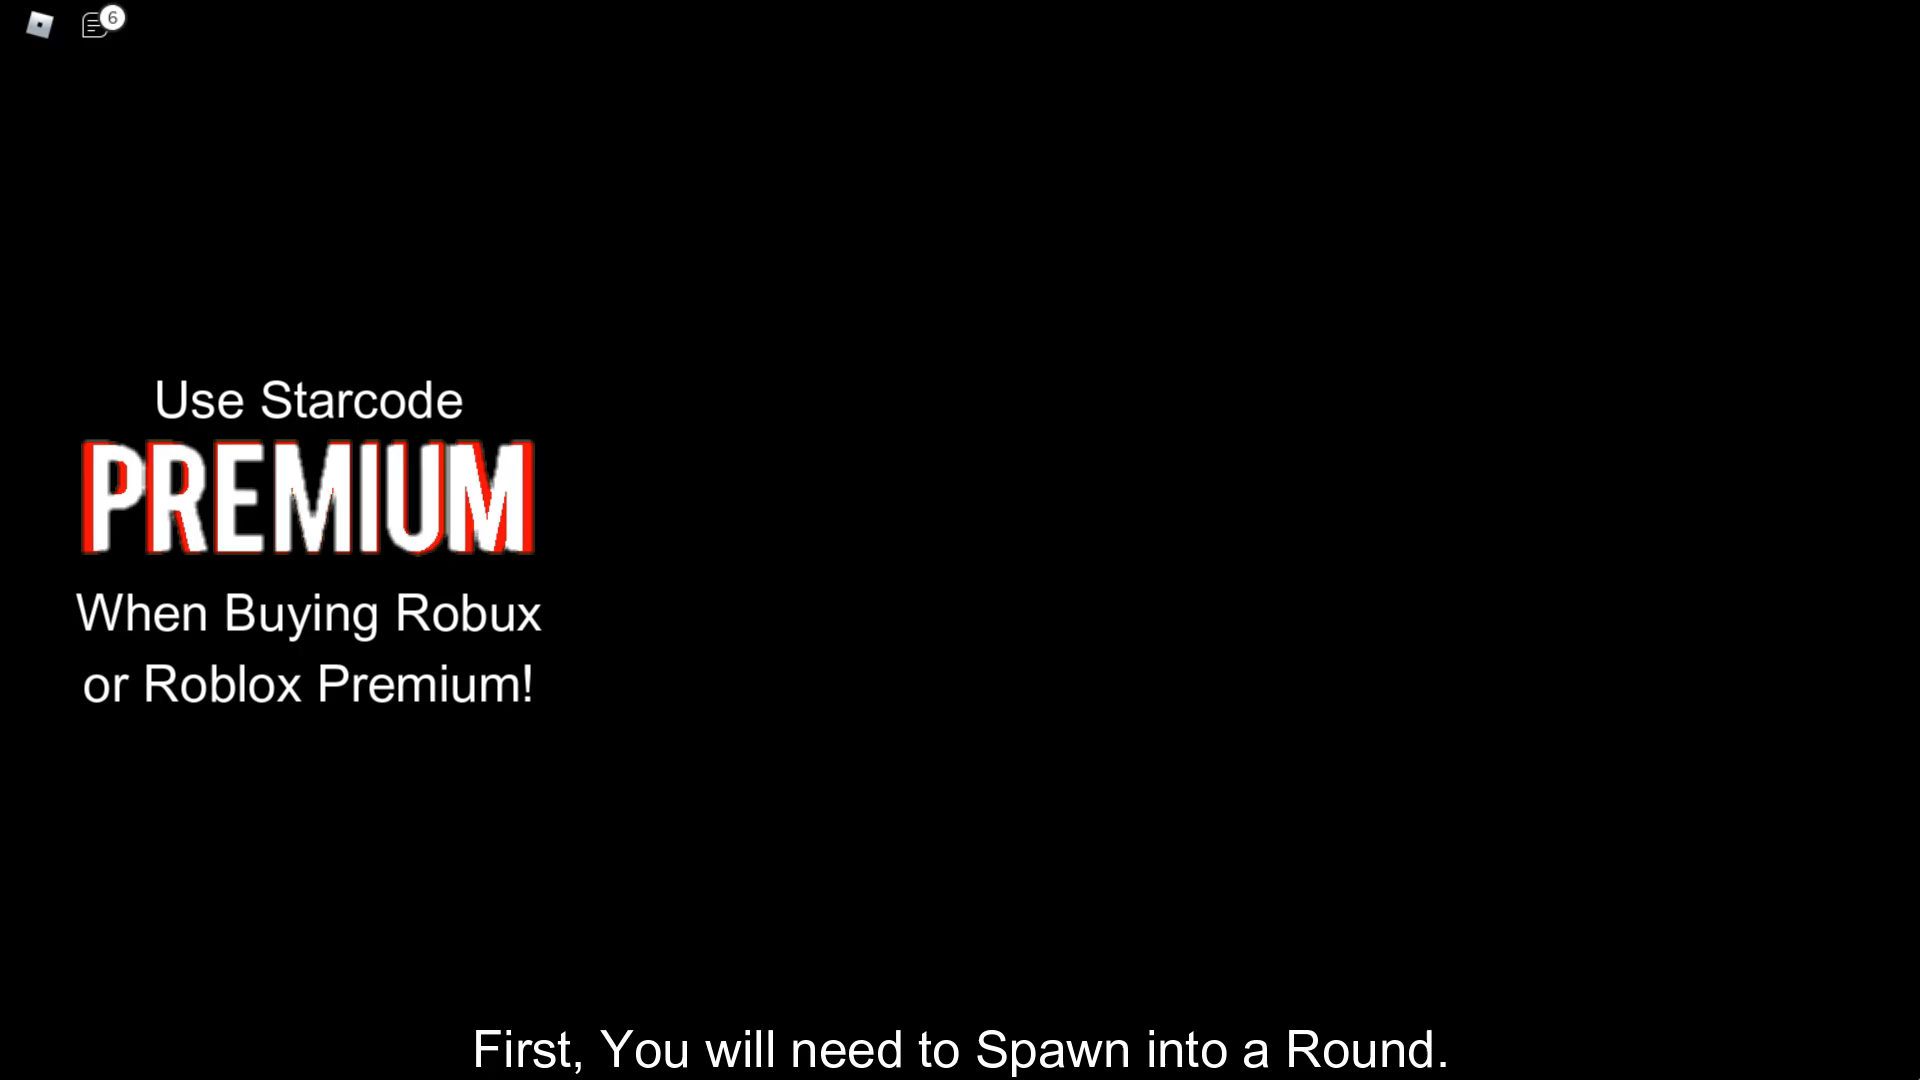 6
Use Starcode
PREMIUM
When Buying Robux
or Roblox Premium!
First, You will need to Spawn into a Round.